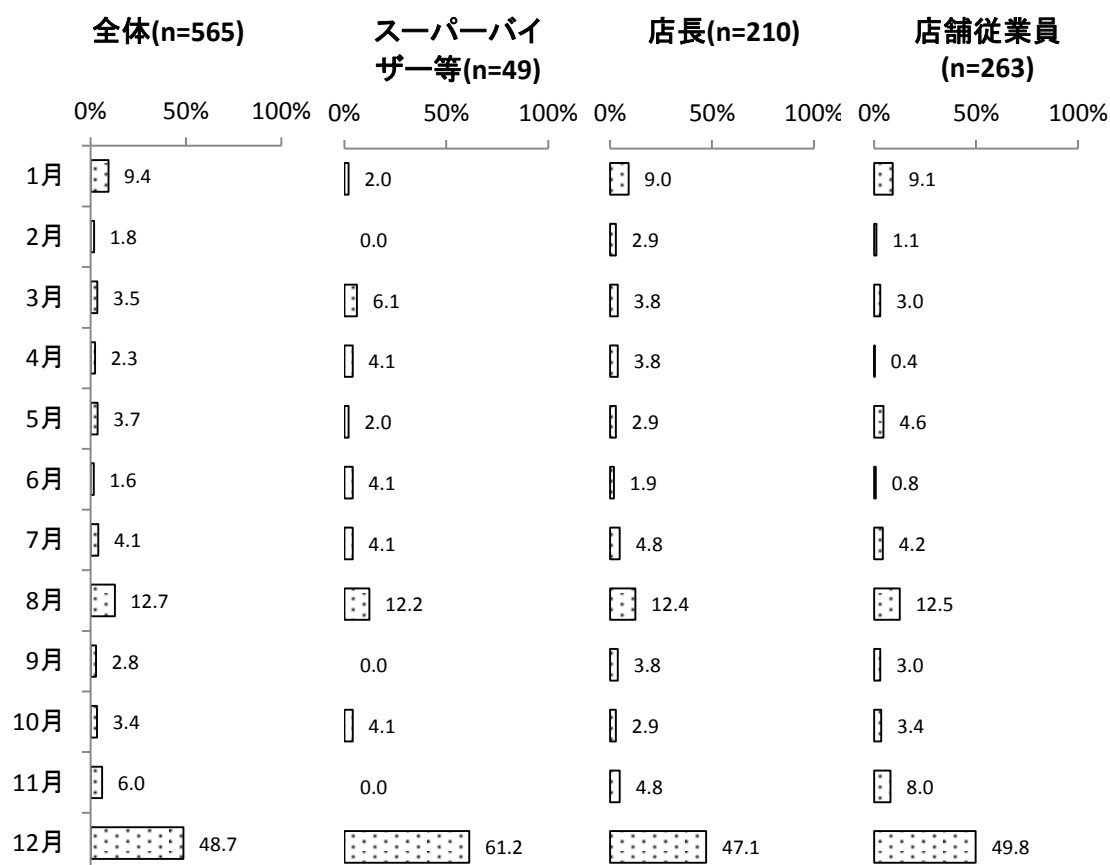 全体(n=565)
スーパーバイ
ザー等(n=49)
店長(n=210)
店舗従業員
(n=263)
0% 50% 100% 0% 50% 100% 0% 50% 100% 0% 50% 100%
1月 9.4 2.0 9.0 9.1
2月 1.8 0.0 2.9 1.1
3月 3.5 6.1 3.8 3.0
4月 2.3 4.1 3.8 0.4
5月 3.7 2.0 2.9 4.6
6月 1.6 4.1 1.9 0.8
7月 4.1 4.1 4.8 4.2
8月 12.7 12.2 12.4 12.5
9月 2.8 0.0 3.8 3.0
10月 3.4 4.1 2.9 3.4
11月 6.0 0.0 4.8 8.0
12月 48.7 61.2 47.1 49.8